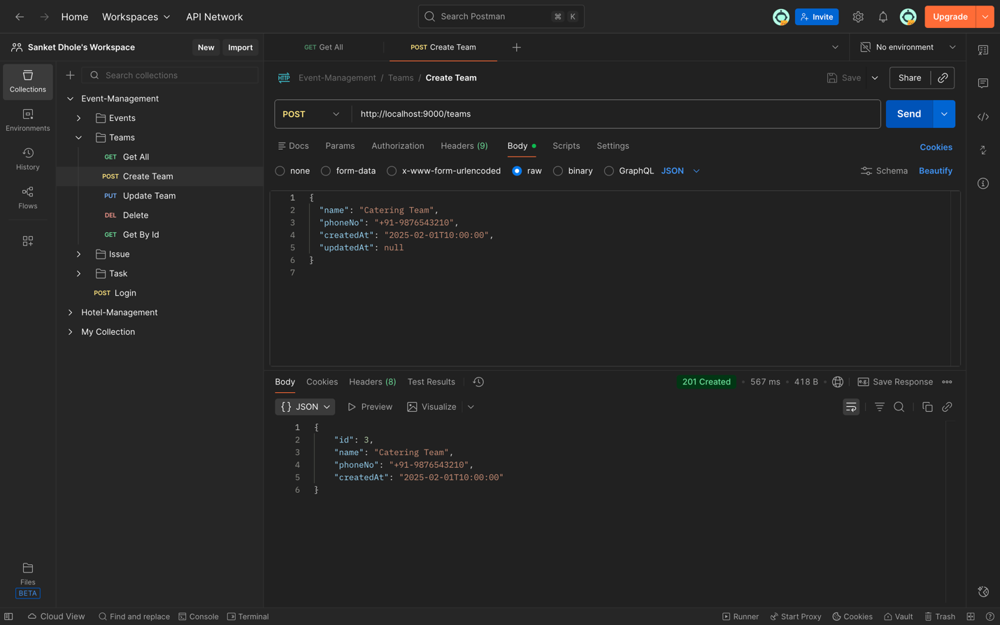 Home
Workspaces
API Network
Search Postman
⌘ K
Invite
Upgrade
Sanket Dhole's Workspace
New
Import
GET Get All
POST Create Team
No environment
Collections
Search collections
HTTP Event-Management / Teams / Create Team
Save
Share
Event-Management
POST
http://localhost:9000/teams
Send
Environments
Events
Teams
Docs
Params
Authorization
Headers (9)
Body
Scripts
Settings
Cookies
History
GET Get All
POST Create Team
none
form-data
x-www-form-urlencoded
raw
binary
GraphQL
JSON
Schema
Beautify
Flows
PUT Update Team
DEL Delete
GET Get By Id
Issue
Task
POST Login
Hotel-Management
My Collection
1 {
2 "name": "Catering Team",
3 "phoneNo": "+91-9876543210",
4 "createdAt": "2025-02-01T10:00:00",
5 "updatedAt": null
6 }
7
Body
Cookies
Headers (8)
Test Results
201 Created
567 ms
418 B
e.g. Save Response
{} JSON
Preview
Visualize
1 {
2 "id": 3,
3 "name": "Catering Team",
4 "phoneNo": "+91-9876543210",
5 "createdAt": "2025-02-01T10:00:00"
6 }
Files
BETA
Cloud View
Find and replace
Console
Terminal
Runner
Start Proxy
Cookies
Vault
Trash